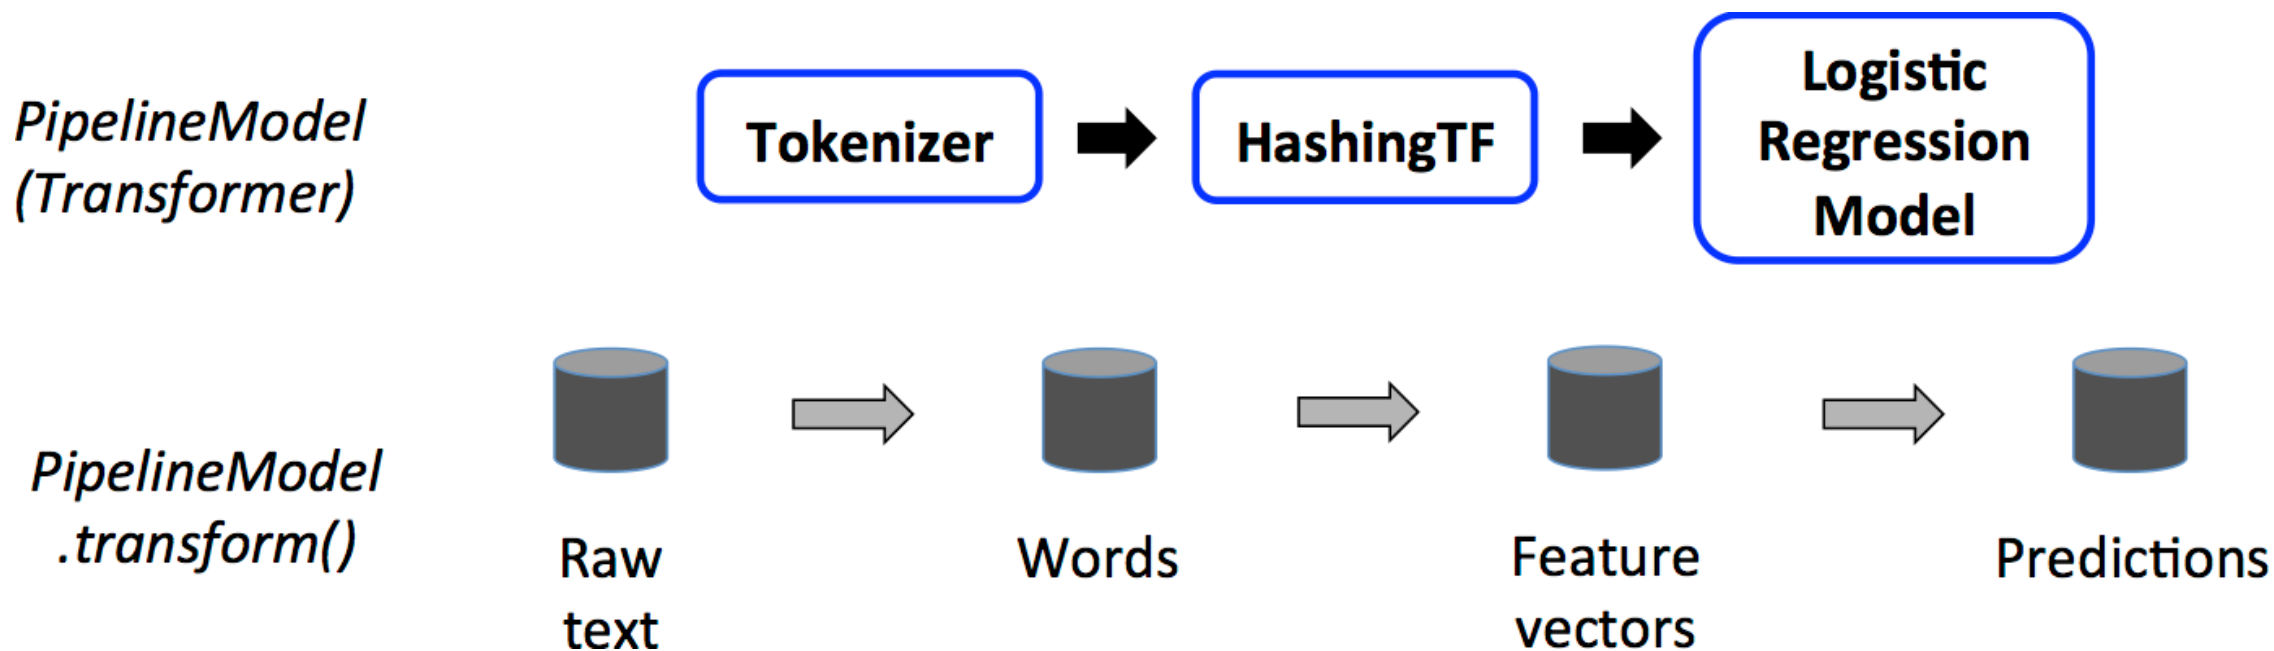 PipelineModel
(Transformer)
Tokenizer
HashingTF
Logistic
Regression
Model
PipelineModel
.transform()
Raw
text
Words
Feature
vectors
Predictions